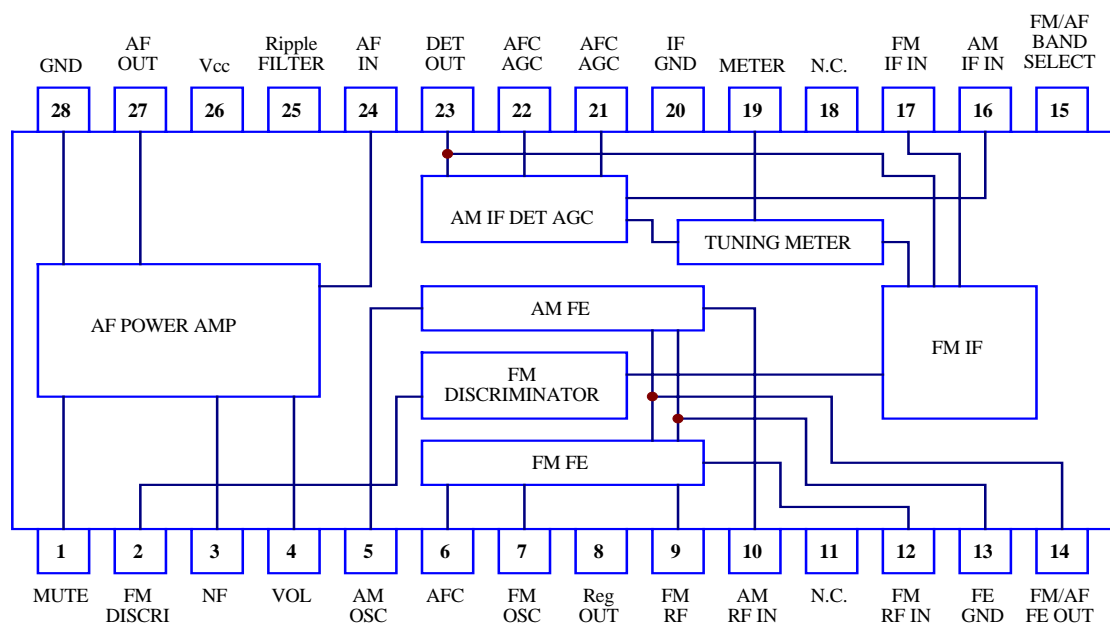 GND
AF
OUT
Vcc
Ripple
FILTER
AF
IN
DET
OUT
AFC
AGC
AFC
AGC
IF
GND
METER
N.C.
FM
IF IN
AM
IF IN
FM/AF
BAND
SELECT
28 27 26 25 24 23 22 21 20 19 18 17 16 15
AM IF DET AGC
TUNING METER
AF POWER AMP
AM FE
FM IF
FM
DISCRIMINATOR
FM FE
1 2 3 4 5 6 7 8 9 10 11 12 13 14
MUTE
FM
DISCRI
NF
VOL
AM
OSC
AFC
FM
OSC
Reg
OUT
FM
RF
AM
RF IN
N.C.
FM
RF IN
FE
GND
FM/AF
FE OUT